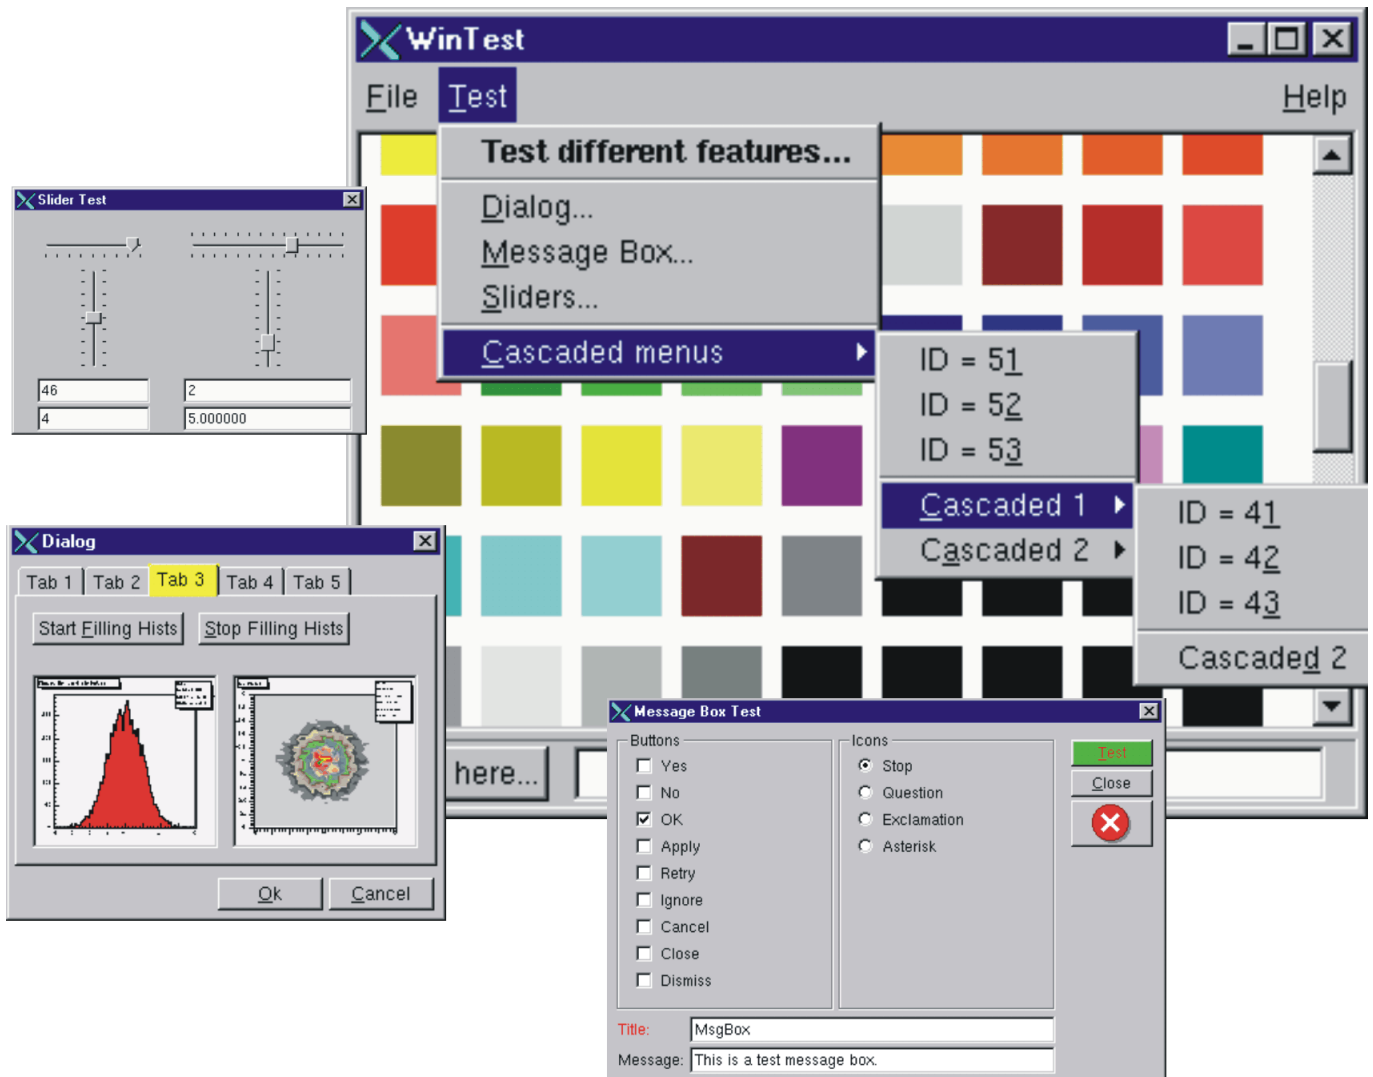 WinTest
File Test Help
Test different features...
Dialog...
Message Box...
Sliders...
Cascaded menus
ID = 51
ID = 52
ID = 53
Cascaded 1
Cascaded 2
ID = 41
ID = 42
ID = 43
Cascaded 2
here...
Slider Test
46
2
4
5.000000
Dialog
Tab 1 Tab 2 Tab 3 Tab 4 Tab 5
Start Filling Hists Stop Filling Hists
Ok Cancel
Message Box Test
Buttons
Yes
No
OK
Apply
Retry
Ignore
Cancel
Close
Dismiss
Icons
Stop
Question
Exclamation
Asterisk
Test
Close
Title: MsgBox
Message: This is a test message box.